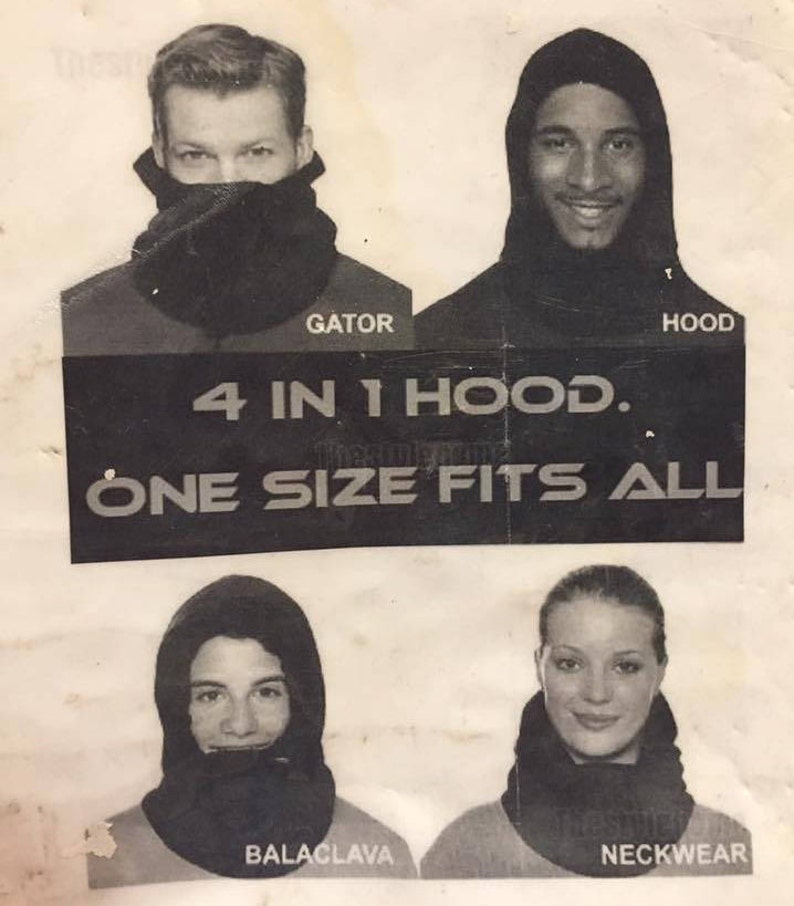 GATOR
HOOD
4 IN 1 HOOD.
ONE SIZE FITS ALL
BALACLAVA
NECKWEAR